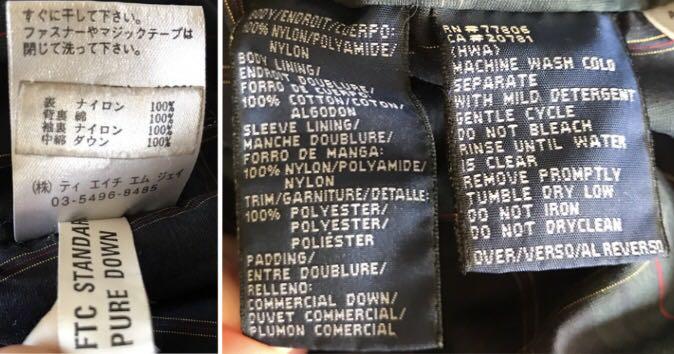 すぐに干して下さい。
ファスナーやマジックテープは
閉じて洗って下さい。
表 ナイロン 100%
背裏 綿 100%
袖裏 ナイロン 100%
中綿 ダウン 100%
(株) ティ エイチ エム ジェイ
03-5496-8485
FTC STANDAR
PURE DOWN
BODY/ENDROIT/CUERPO:
100% NYLON/POLYAMIDE/
NYLON
BODY LINING/
ENDROIT DOUBLURE/
FORRO DE
100% COTTON/COTON/
ALGODON
SLEEVE LINING/
MANCHE DOUBLURE/
FORRO DE MANGA:
100% NYLON/POLYAMIDE/
NYLON
TRIM/GARNITURE/DETALLE:
100% POLYESTER/
POLYESTER/
POLIÉSTER
PADDING/
ENTRE DOUBLURE/
RELLENO:
COMMERCIAL DOWN/
DUVET COMMERCIAL/
PLUMON COMERCIAL
RN #77806
CA #20781
(HWA)
MACHINE WASH COLD
SEPARATE
WITH MILD DETERGENT
GENTLE CYCLE
DO NOT BLEACH
RINSE UNTIL WATER
IS CLEAR
REMOVE PROMPTLY
TUMBLE DRY LOW
DO NOT IRON
DO NOT DRYCLEAN
OVER/VERSO/AL REVERSO